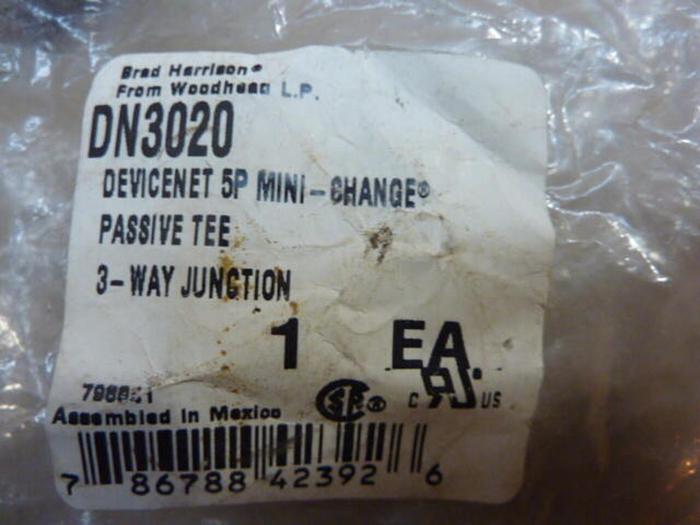 Brad Harrison®
From Woodhead L.P.
DN3020
DEVICENET 5P MINI-CHANGE®
PASSIVE TEE
3-WAY JUNCTION
1 EA
Assembled in Mexico
C US
7 86788 42392 6